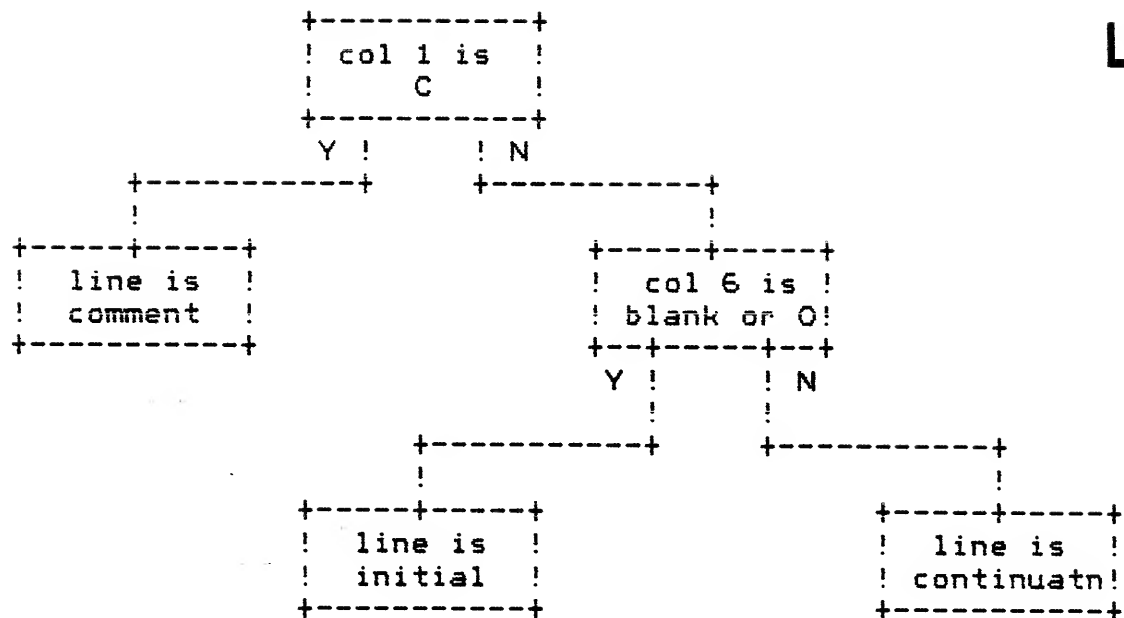 col 1 is
C
L
Y N
line is
comment
col 6 is
blank or 0
Y N
line is
initial
line is
continuatn